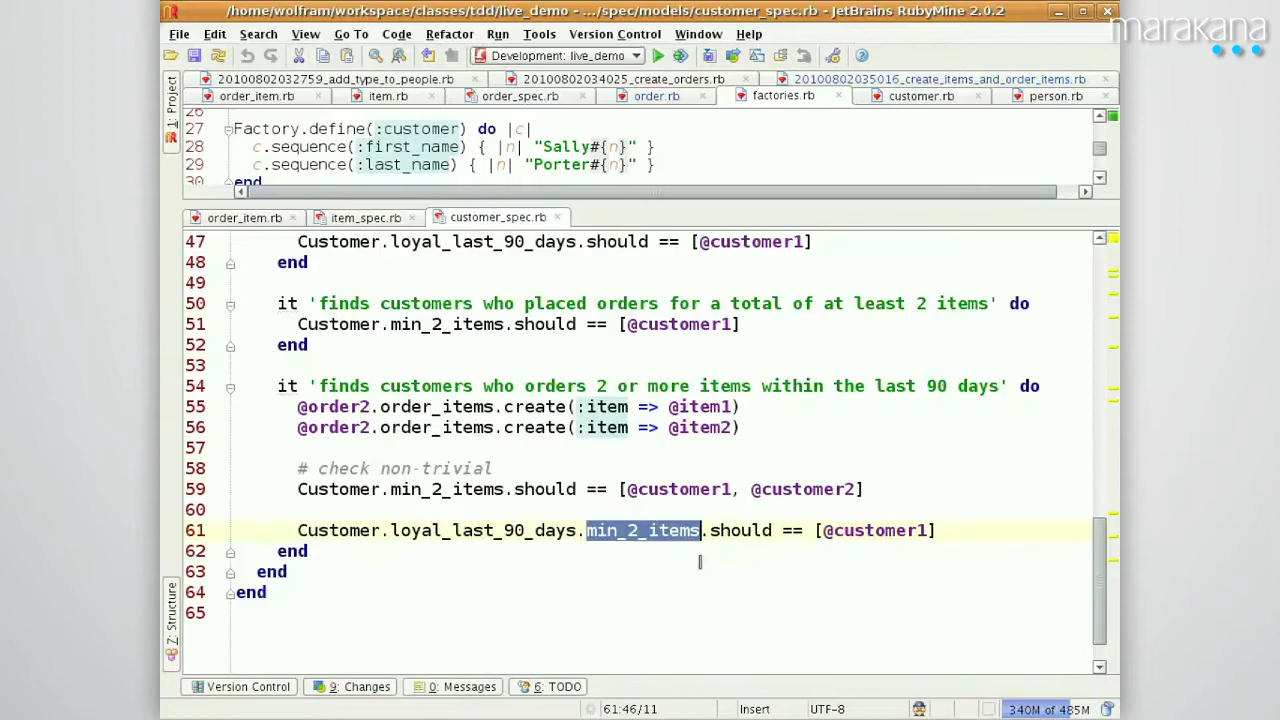 /home/wolfram/workspace/classes/tdd/live_demo - .../spec/models/customer_spec.rb - JetBrains RubyMine 2.0.2
marakana
File Edit Search View Go To Code Refactor Run Tools Version Control Window Help
Development: live_demo
20100802032759_add_type_to_people.rb 20100802034025_create_orders.rb 20100802035016_create_items_and_order_items.rb
order_item.rb item.rb order_spec.rb order.rb factories.rb customer.rb person.rb
1: Project
26
27 Factory.define(:customer) do |c|
28 c.sequence(:first_name) { |n| "Sally#{n}" }
29 c.sequence(:last_name) { |n| "Porter#{n}" }
30 end
order_item.rb item_spec.rb customer_spec.rb
47 Customer.loyal_last_90_days.should == [@customer1]
48 end
49
50 it 'finds customers who placed orders for a total of at least 2 items' do
51 Customer.min_2_items.should == [@customer1]
52 end
53
54 it 'finds customers who orders 2 or more items within the last 90 days' do
55 @order2.order_items.create(:item => @item1)
56 @order2.order_items.create(:item => @item2)
57
58 # check non-trivial
59 Customer.min_2_items.should == [@customer1, @customer2]
60
61 Customer.loyal_last_90_days.min_2_items.should == [@customer1]
62 end
63 end
64 end
65
Z: Structure
Version Control 9: Changes 0: Messages 6: TODO
61:46/11 Insert UTF-8 340M of 485M